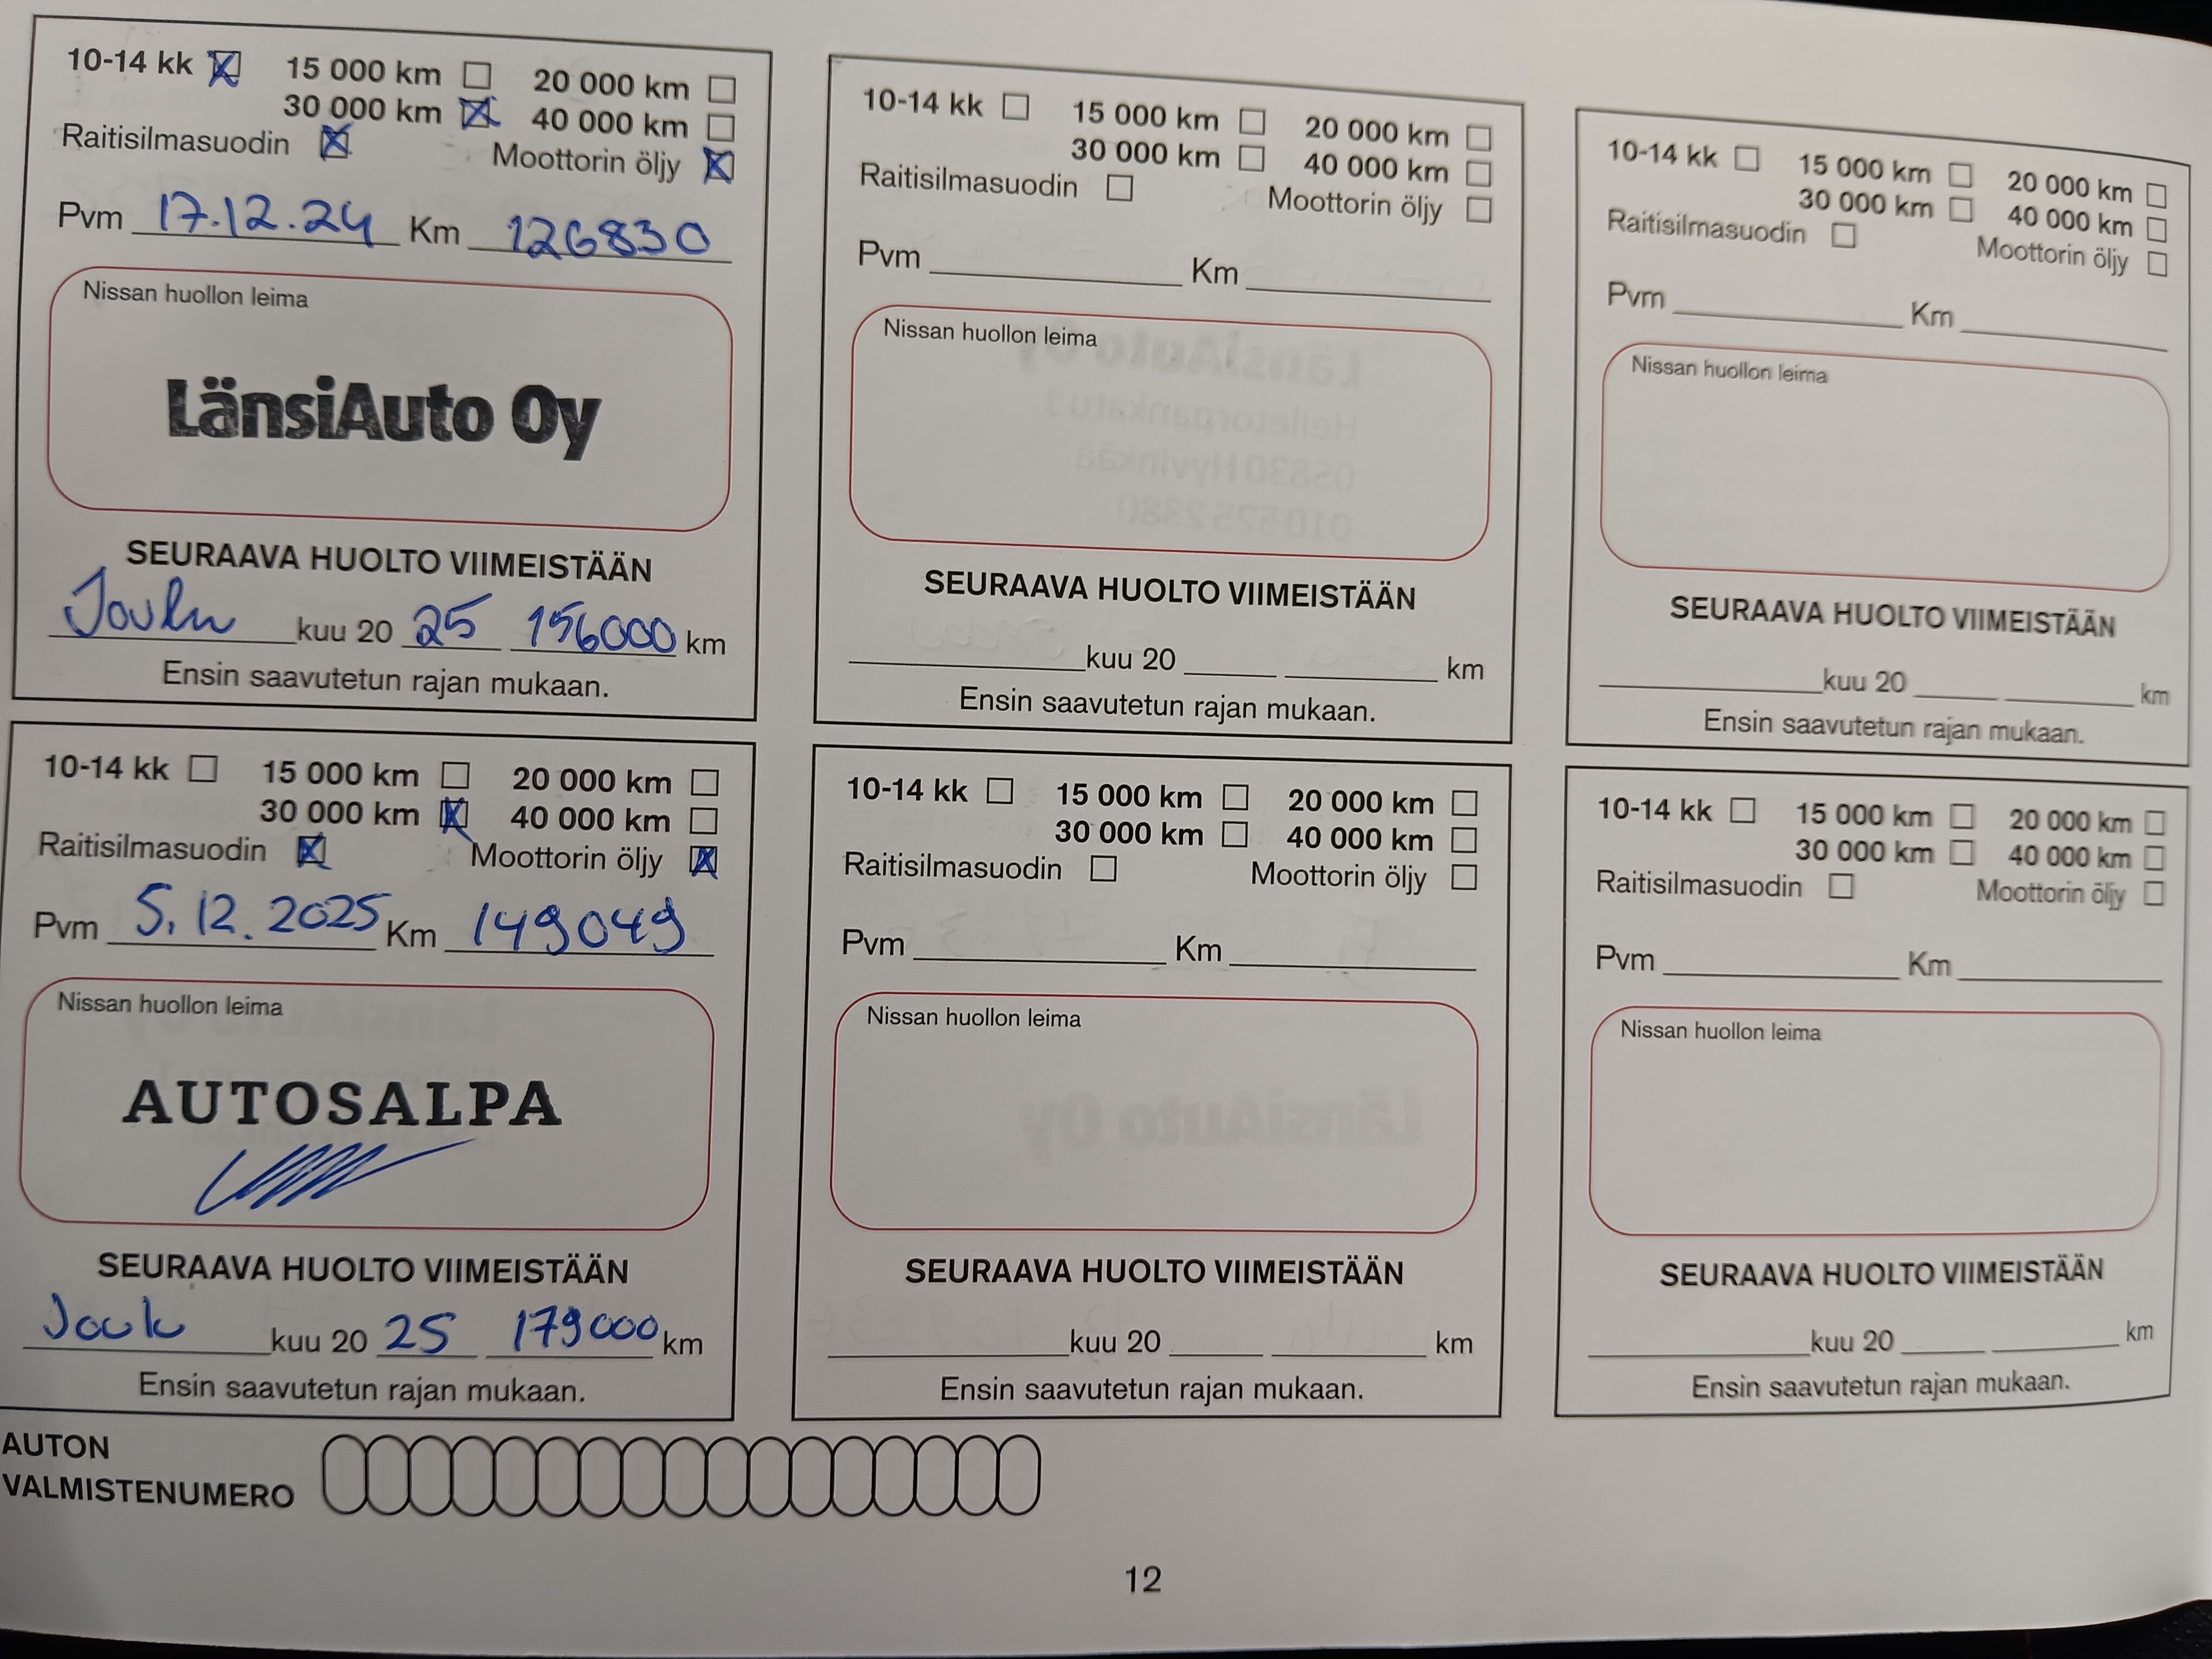 10-14 kk 15 000 km 20 000 km
30 000 km 40 000 km
Raitisilmasuodin Moottorin öljy
Pvm 17.12.24 Km 126830
Nissan huollon leima
LänsiAuto Oy
SEURAAVA HUOLTO VIIMEISTÄÄN
Joulu kuu 20 25 156000 km
Ensin saavutetun rajan mukaan.
10-14 kk 15 000 km 20 000 km
30 000 km 40 000 km
Raitisilmasuodin Moottorin öljy
Pvm Km
Nissan huollon leima
SEURAAVA HUOLTO VIIMEISTÄÄN
kuu 20 km
Ensin saavutetun rajan mukaan.
10-14 kk 15 000 km 20 000 km
30 000 km 40 000 km
Raitisilmasuodin Moottorin öljy
Pvm Km
Nissan huollon leima
SEURAAVA HUOLTO VIIMEISTÄÄN
kuu 20 km
Ensin saavutetun rajan mukaan.
10-14 kk 15 000 km 20 000 km
30 000 km 40 000 km
Raitisilmasuodin Moottorin öljy
Pvm 5.12.2025 Km 149049
Nissan huollon leima
AUTOSALPA
SEURAAVA HUOLTO VIIMEISTÄÄN
Joulu kuu 20 25 179000 km
Ensin saavutetun rajan mukaan.
10-14 kk 15 000 km 20 000 km
30 000 km 40 000 km
Raitisilmasuodin Moottorin öljy
Pvm Km
Nissan huollon leima
SEURAAVA HUOLTO VIIMEISTÄÄN
kuu 20 km
Ensin saavutetun rajan mukaan.
10-14 kk 15 000 km 20 000 km
30 000 km 40 000 km
Raitisilmasuodin Moottorin öljy
Pvm Km
Nissan huollon leima
SEURAAVA HUOLTO VIIMEISTÄÄN
kuu 20 km
Ensin saavutetun rajan mukaan.
AUTON
VALMISTENUMERO
12